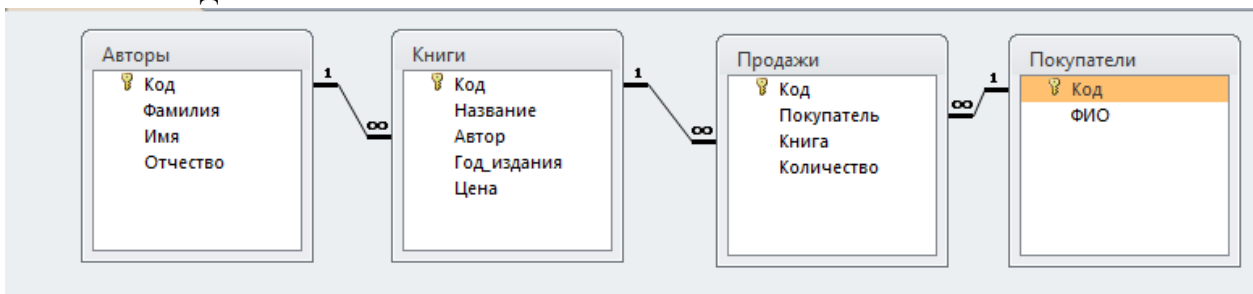 Авторы
Код
Фамилия
Имя
Отчество
1
∞
Книги
Код
Название
Автор
Год_издания
Цена
1
∞
Продажи
Код
Покупатель
Книга
Количество
∞
1
Покупатели
Код
ФИО